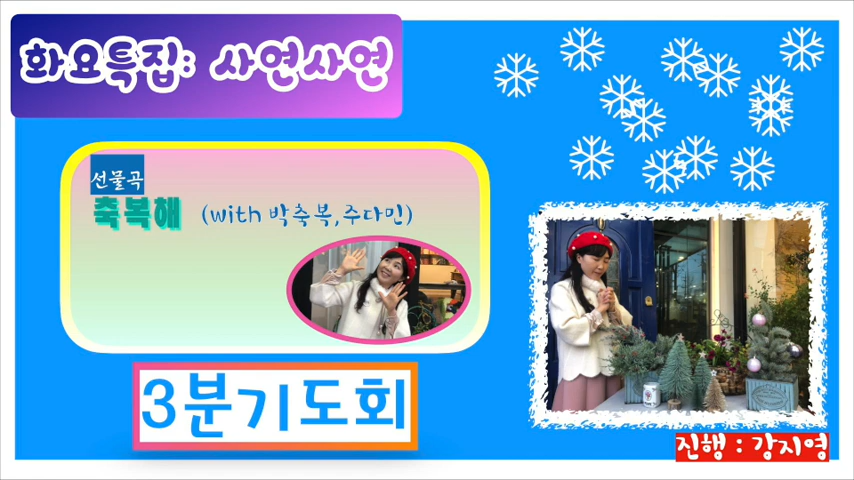 화요특집: 사연사연
선물곡
축복해 (with 박축복,주다민)
3분기도회
진행 : 강지영